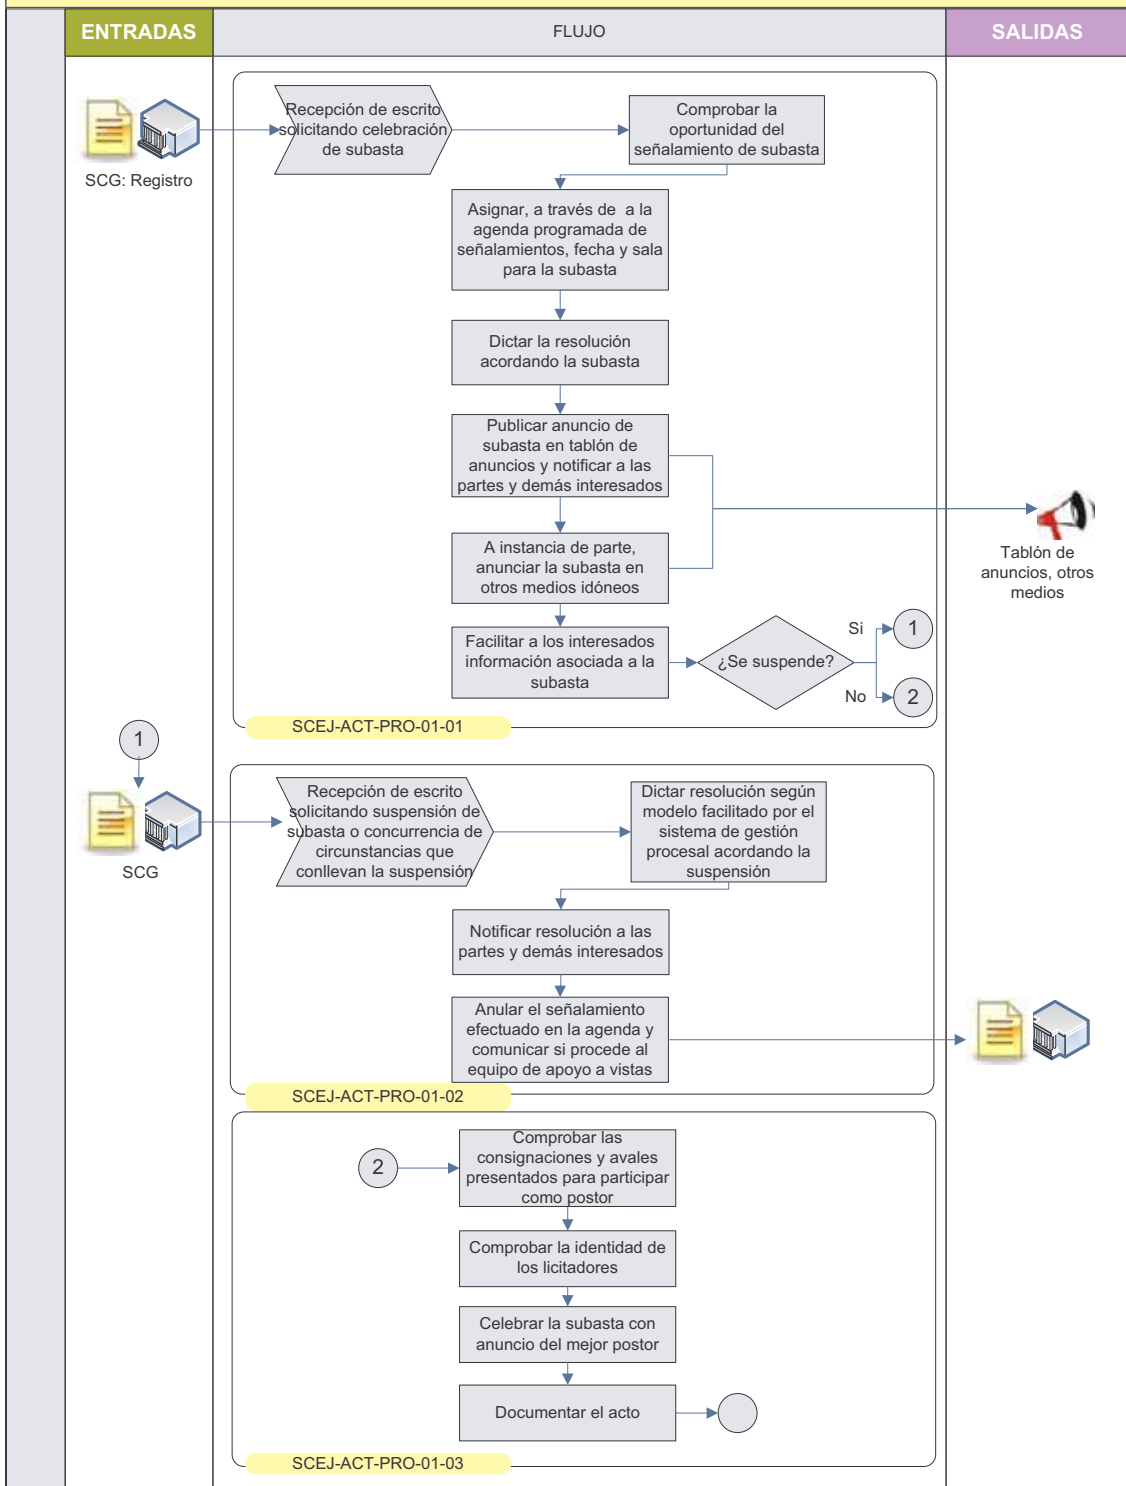 ENTRADAS
FLUJO
SALIDAS
Recepción de escrito
solicitando celebración
de subasta
Comprobar la
oportunidad del
señalamiento de subasta
SCG: Registro
Asignar, a través de  a la
agenda programada de
señalamientos, fecha y sala
para la subasta
Dictar la resolución
acordando la subasta
Publicar anuncio de
subasta en tablón de
anuncios y notificar a las
partes y demás interesados
A instancia de parte,
anunciar la subasta en
otros medios idóneos
Tablón de
anuncios, otros
medios
Facilitar a los interesados
información asociada a la
subasta
¿Se suspende?
Si
1
No
2
SCEJ-ACT-PRO-01-01
1
SCG
Recepción de escrito
solicitando suspensión de
subasta o concurrencia de
circunstancias que
conllevan la suspensión
Dictar resolución según
modelo facilitado por el
sistema de gestión
procesal acordando la
suspensión
Notificar resolución a las
partes y demás interesados
Anular el señalamiento
efectuado en la agenda y
comunicar si procede al
equipo de apoyo a vistas
SCEJ-ACT-PRO-01-02
2
Comprobar las
consignaciones y avales
presentados para participar
como postor
Comprobar la identidad de
los licitadores
Celebrar la subasta con
anuncio del mejor postor
Documentar el acto
SCEJ-ACT-PRO-01-03